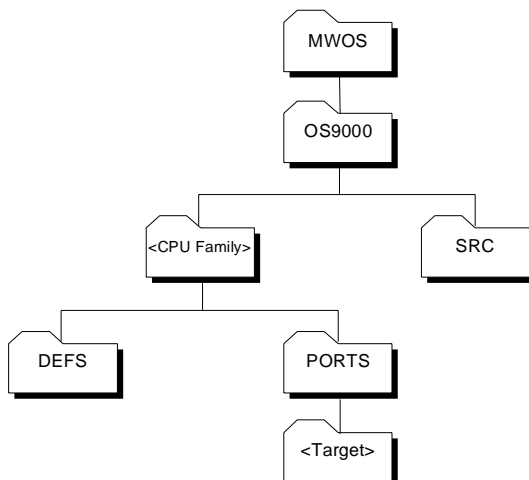 MWOS
OS9000
<CPU Family>
SRC
DEFS
PORTS
<Target>